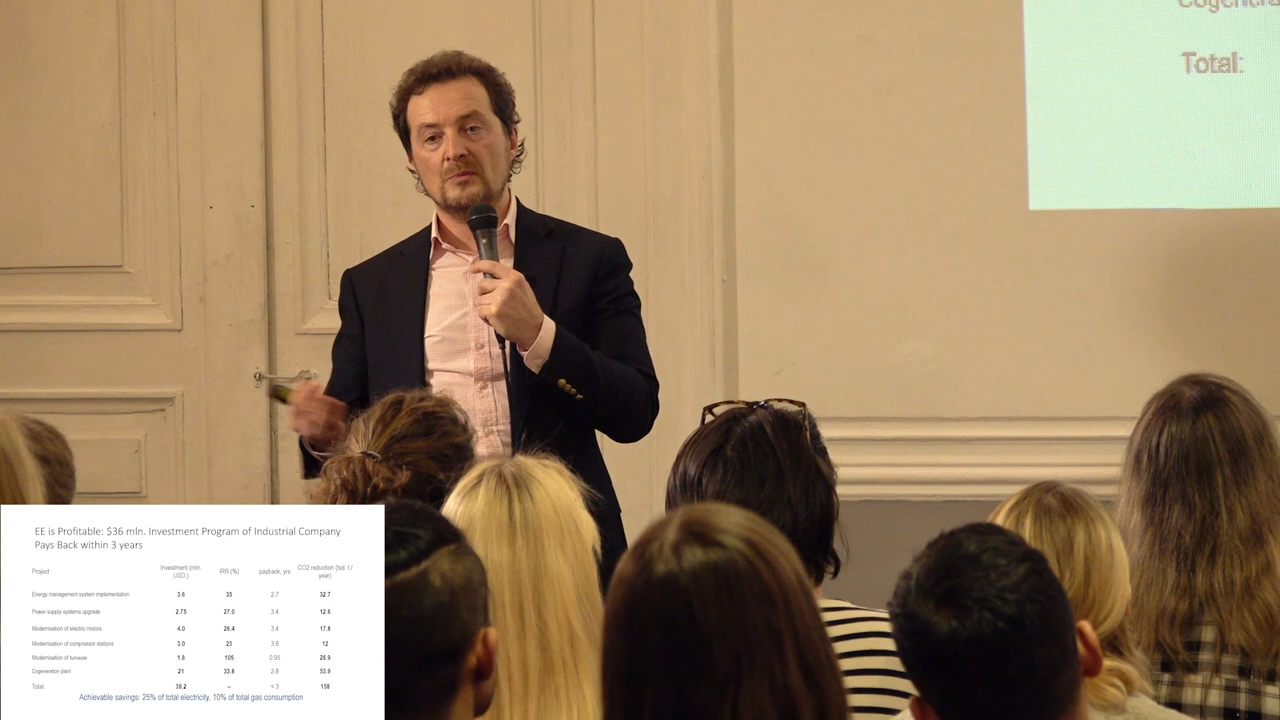 Cogenera
Total:
EE is Profitable: $36 mln. Investment Program of Industrial Company
Pays Back within 3 years
Project Investment (mln. USD.) IRR (%) payback, yrs CO2 reduction (tsd. t / year)
Energy management system implementation 3.6 35 2.7 32.7
Power supply systems upgrade 2.75 27.0 3.4 12.6
Modernisation of electric motors 4.0 26.4 3.4 17.8
Modernisation of compressor stations 3.0 23 3.8 12
Modernisation of furnaces 1.8 105 0.95 28.9
Cogeneration plant 21 33.8 2.8 53.9
Total: 36.2 – < 3 158
Achievable savings: 25% of total electricity, 10% of total gas consumption